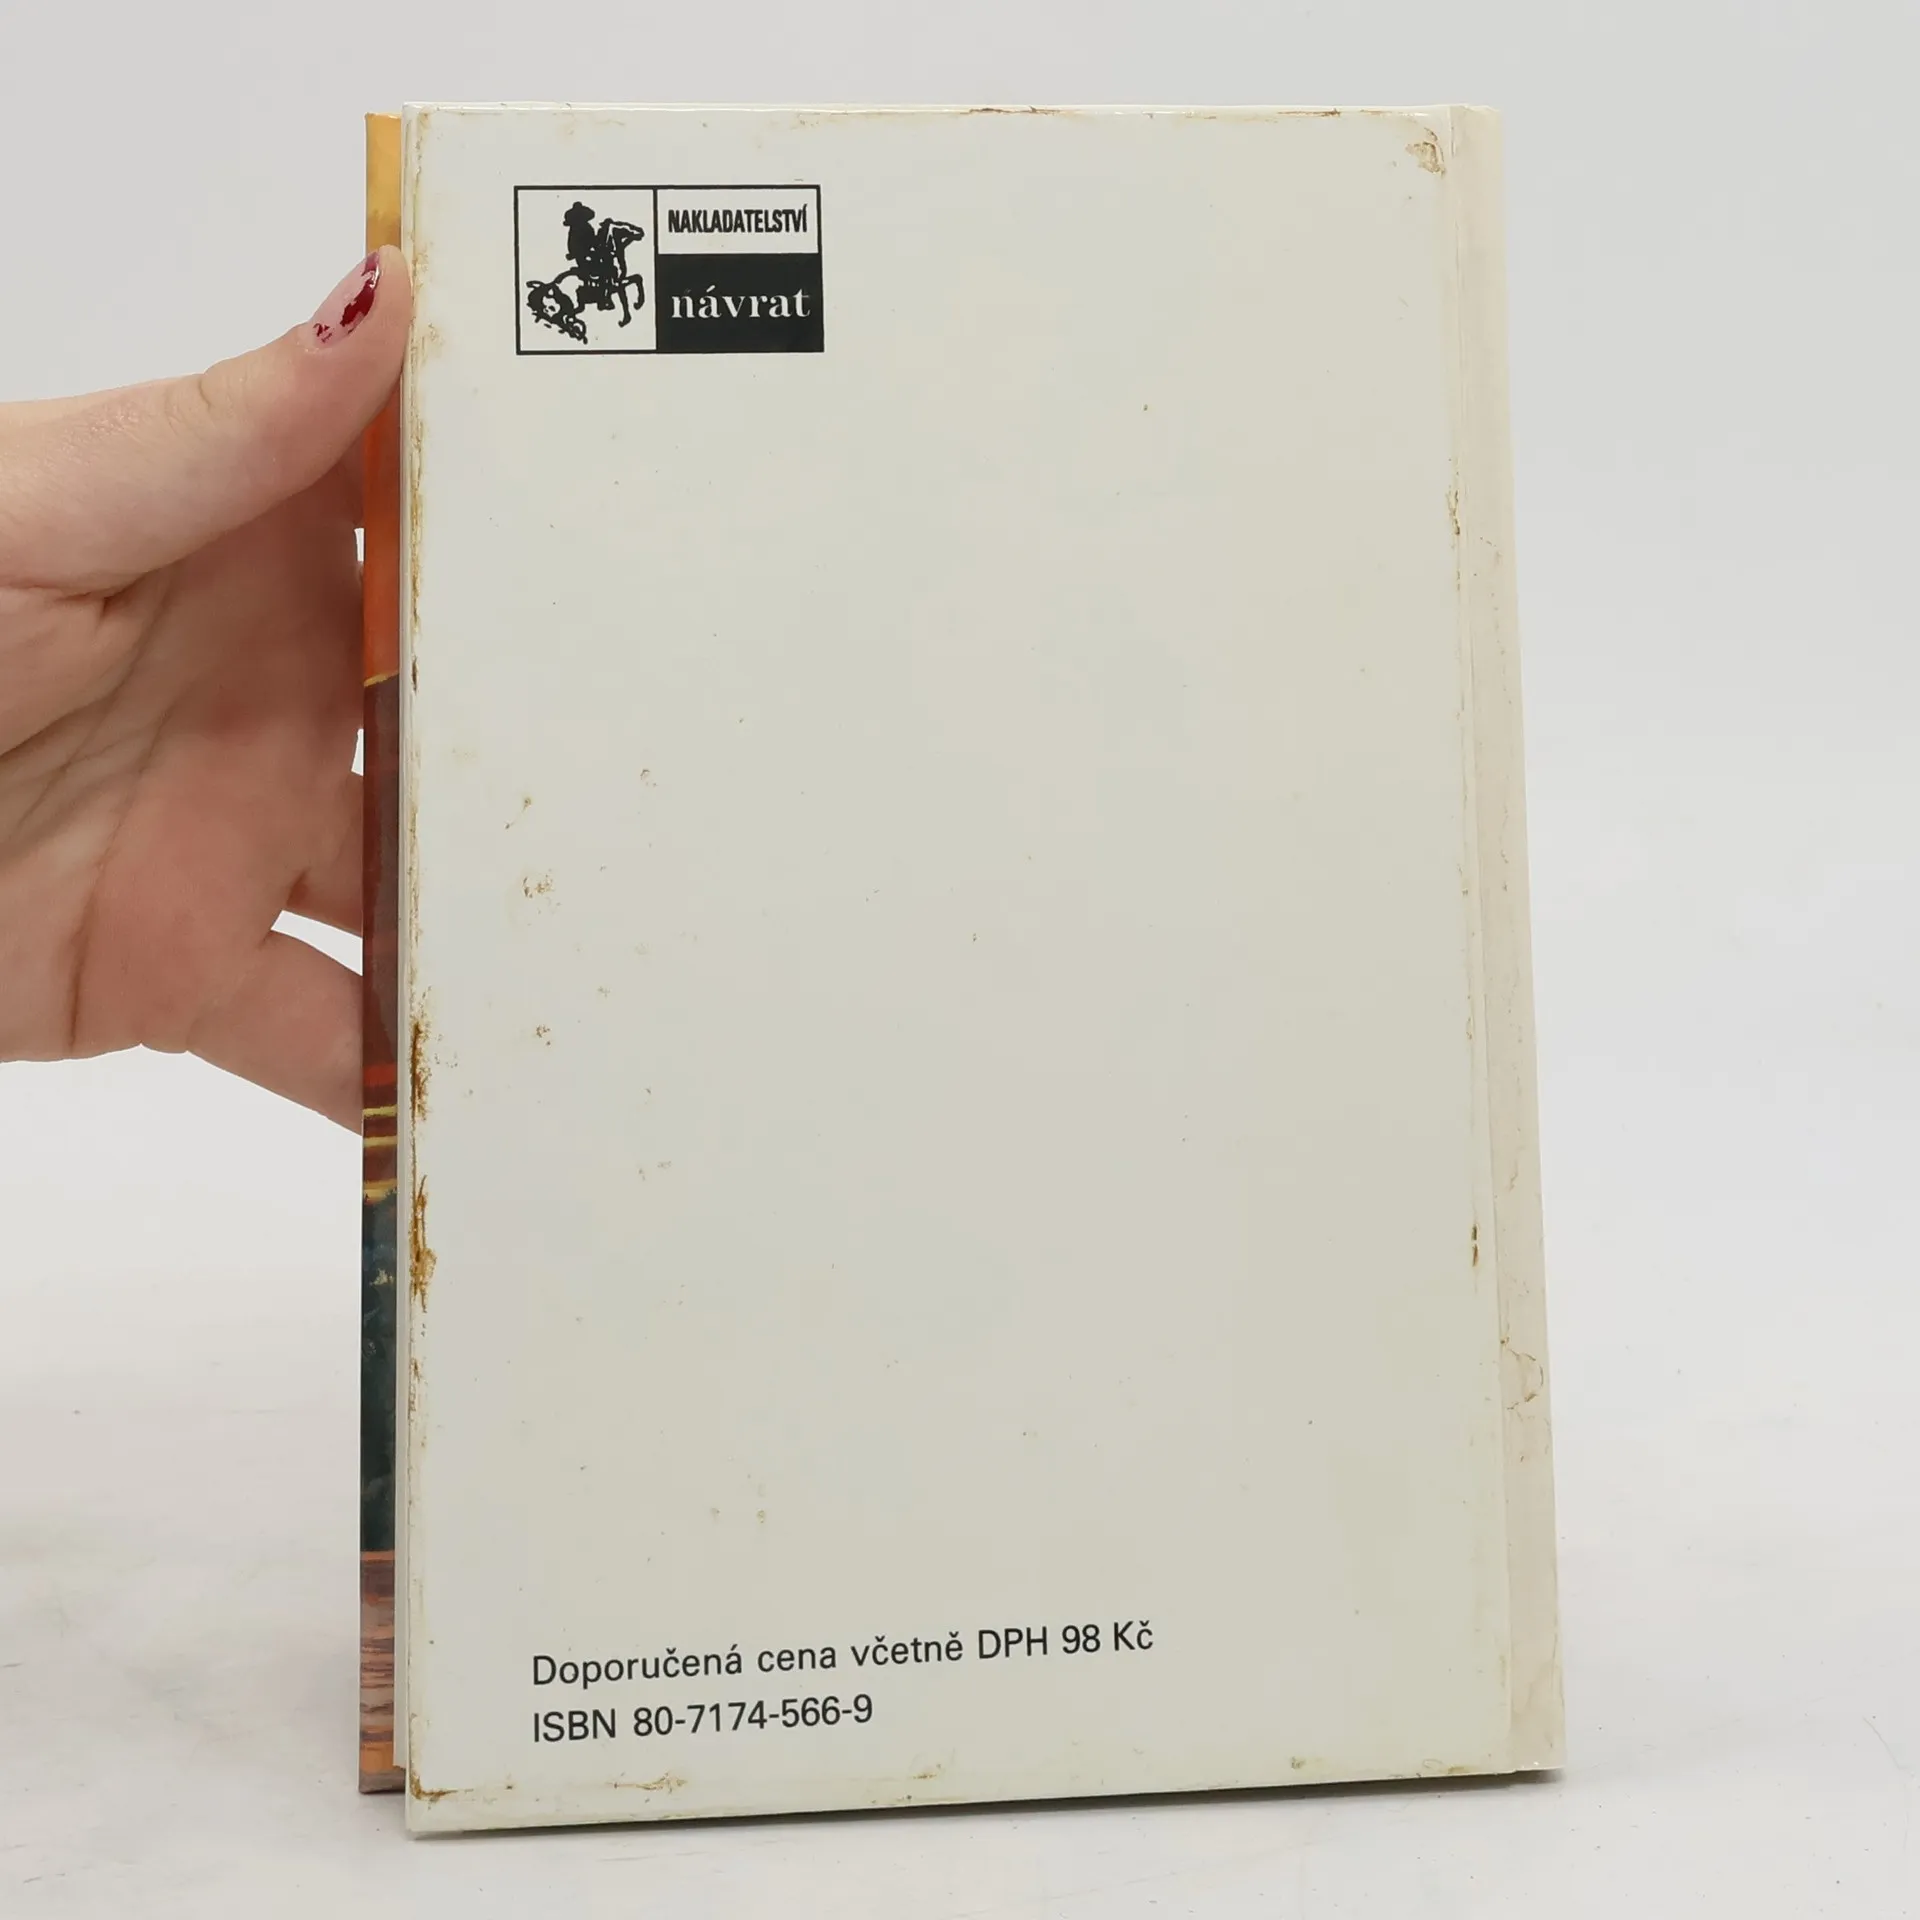 NAKLADATELSTVÍ
návrat
Doporučená cena včetně DPH 98 Kč
ISBN 80-7174-566-9